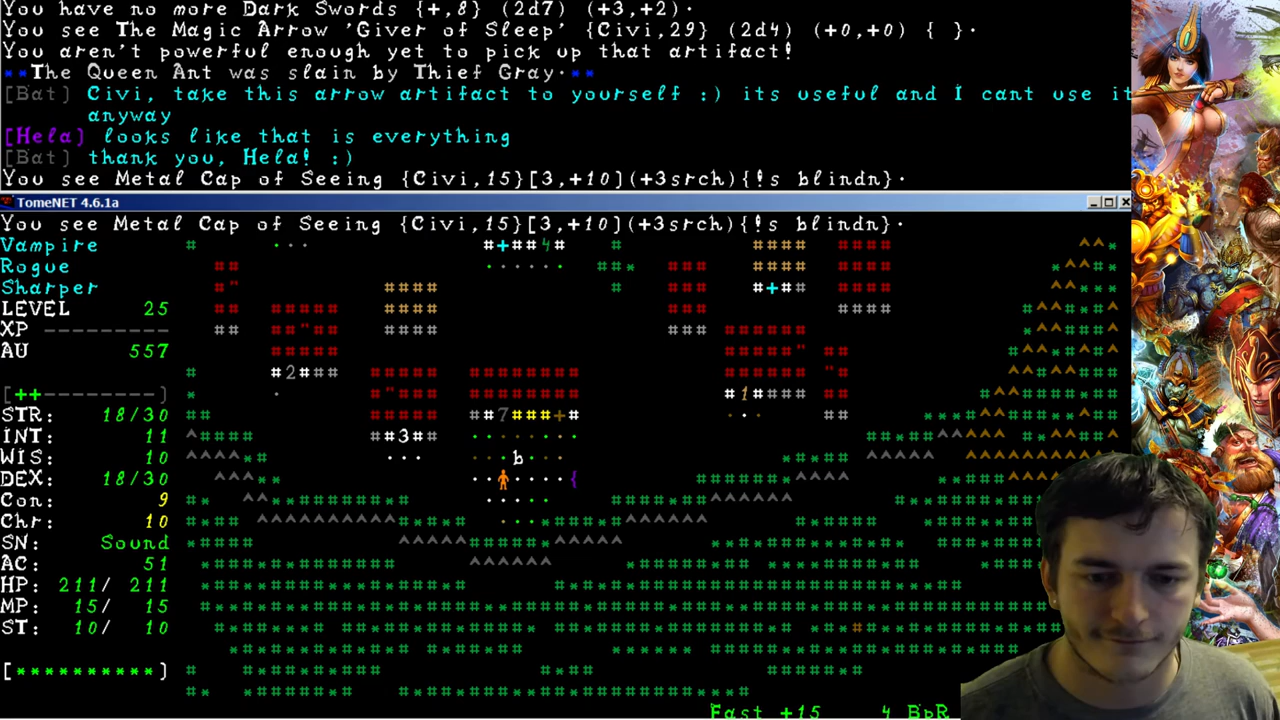 You have no more Dark Swords {+,8} (2d7) (+3,+2).
You see The Magic Arrow 'Giver of Sleep' {Civi,29} (2d4) (+0,+0) { }.
You aren't powerful enough yet to pick up that artifact!
**The Queen Ant was slain by Thief Gray.**
[Bat] Civi, take this arrow artifact to yourself :) its useful and I cant use it
anyway
[Hela] looks like that is everything
[Bat] thank you, Hela! :)
You see Metal Cap of Seeing {Civi,15}[3,+10](+3srch){!s blindn}.
TomeNET 4.6.1a
You see Metal Cap of Seeing {Civi,15}[3,+10](+3srch){!s blindn}.
Vampire
Rogue
Sharper
LEVEL 25
XP ---------
AU 557
[++---------]
STR: 18/30
INT: 11
WIS: 10
DEX: 18/30
Con: 9
Chr: 10
SN: Sound
AC: 51
HP: 211/ 211
MP: 15/ 15
ST: 10/ 10
[**********]
Fast +15 4 BpR